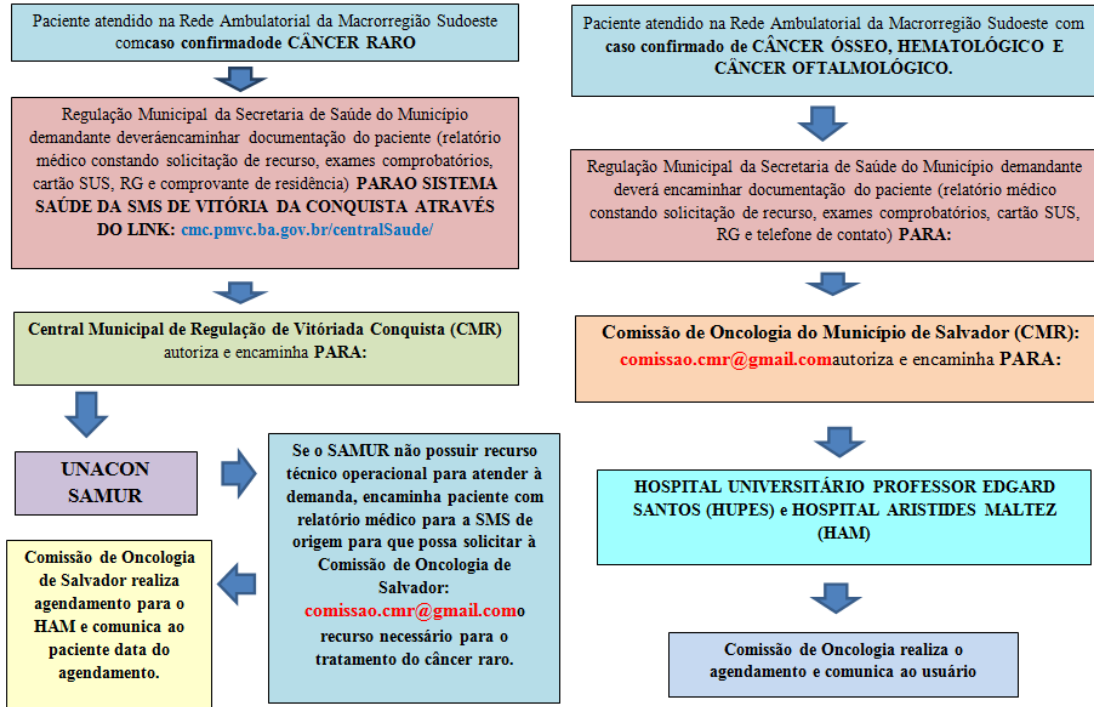 Paciente atendido na Rede Ambulatorial da Macrorregião Sudoeste
comcaso confirmadode CÂNCER RARO
Regulação Municipal da Secretaria de Saúde do Município
demandante deveráencaminhar documentação do paciente (relatório
médico constando solicitação de recurso, exames comprobatórios,
cartão SUS, RG e comprovante de residência) PARAO SISTEMA
SAÚDE DA SMS DE VITÓRIA DA CONQUISTA ATRAVÉS
DO LINK: cmc.pmvc.ba.gov.br/centralSaude/
Central Municipal de Regulação de Vitóriada Conquista (CMR)
autoriza e encaminha PARA:
UNACON
SAMUR
Se o SAMUR não possuir recurso
técnico operacional para atender à
demanda, encaminha paciente com
relatório médico para a SMS de
origem para que possa solicitar à
Comissão de Oncologia de
Salvador:
comissao.cmr@gmail.como
recurso necessário para o
tratamento do câncer raro.
Comissão de Oncologia
de Salvador realiza
agendamento para o
HAM e comunica ao
paciente data do
agendamento.
Paciente atendido na Rede Ambulatorial da Macrorregião Sudoeste com
caso confirmado de CÂNCER ÓSSEO, HEMATOLÓGICO E
CÂNCER OFTALMOLÓGICO.
Regulação Municipal da Secretaria de Saúde do Município demandante
deverá encaminhar documentação do paciente (relatório médico
constando solicitação de recurso, exames comprobatórios, cartão SUS,
RG e telefone de contato) PARA:
Comissão de Oncologia do Município de Salvador (CMR):
comissao.cmr@gmail.comautoriza e encaminha PARA:
HOSPITAL UNIVERSITÁRIO PROFESSOR EDGARD
SANTOS (HUPES) e HOSPITAL ARISTIDES MALTEZ
(HAM)
Comissão de Oncologia realiza o
agendamento e comunica ao usuário